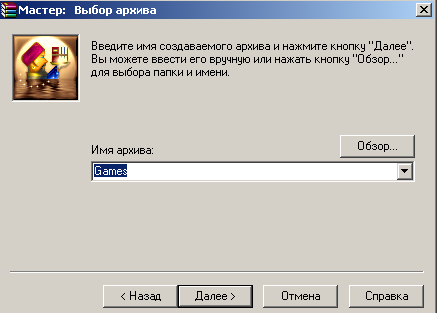 Мастер: Выбор архива
Введите имя создаваемого архива и нажмите кнопку "Далее".
Вы можете ввести его вручную или нажать кнопку "Обзор..."
для выбора папки и имени.
Обзор...
Имя архива:
Games
< Назад
Далее >
Отмена
Справка